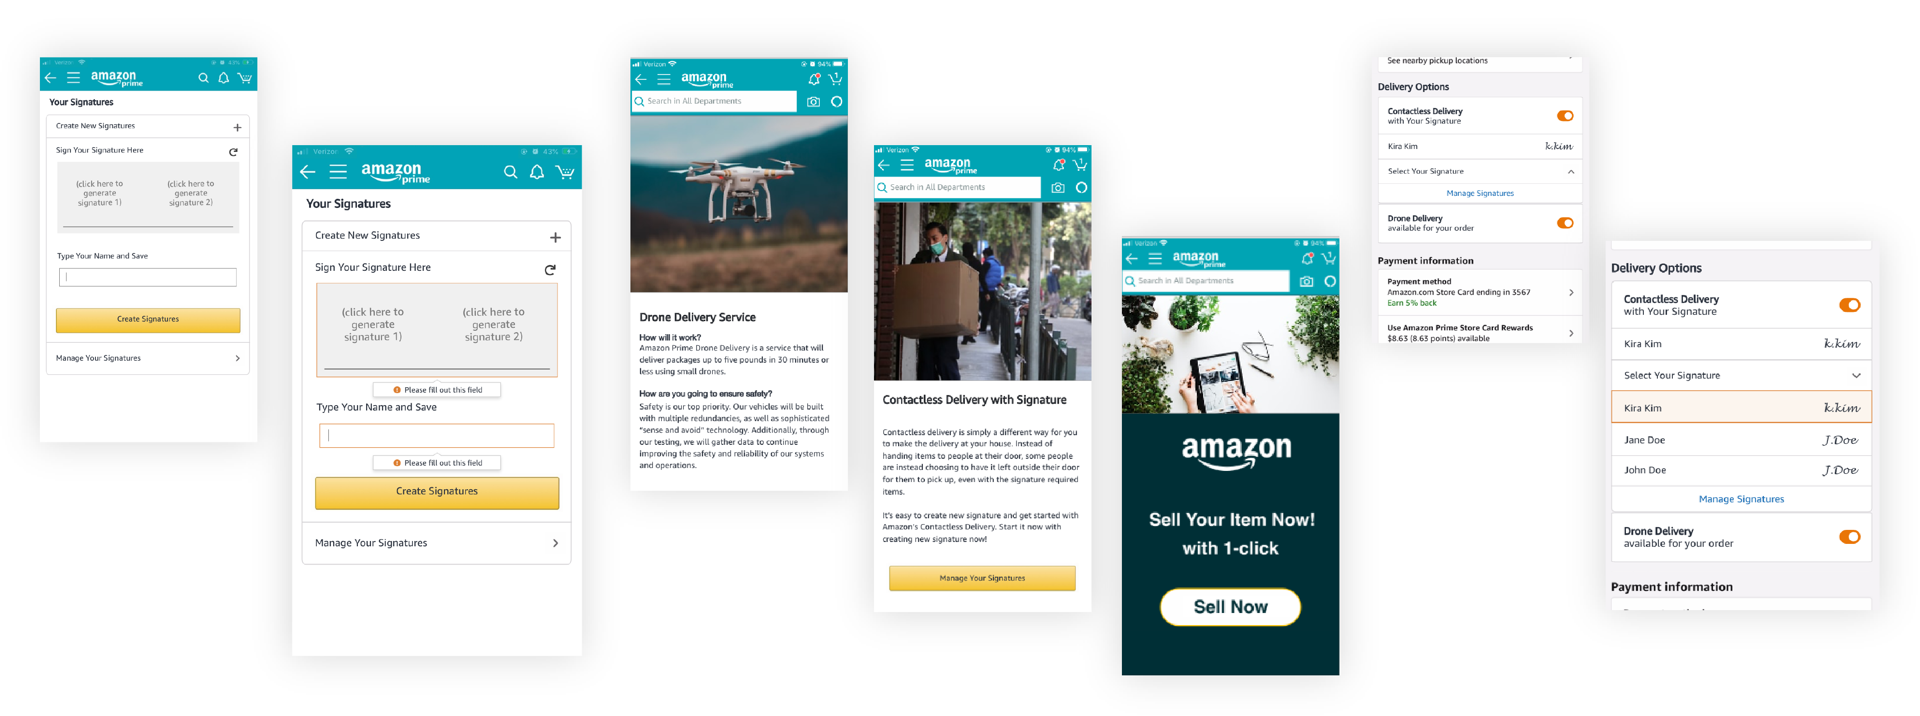 Verizon
43%
amazon
prime
Your Signatures
Create New Signatures
Sign Your Signature Here
(click here to
generate
signature 1)
(click here to
generate
signature 2)
Type Your Name and Save
Create Signatures
Manage Your Signatures
Verizon
43%
amazon
prime
Your Signatures
Create New Signatures
Sign Your Signature Here
(click here to
generate
signature 1)
(click here to
generate
signature 2)
Please fill out this field
Type Your Name and Save
Please fill out this field
Create Signatures
Manage Your Signatures
Verizon
94%
amazon
prime
1
Search in All Departments
Drone Delivery Service
How will it work?
Amazon Prime Drone Delivery is a service that will
deliver packages up to five pounds in 30 minutes or
less using small drones.
How are you going to ensure safety?
Safety is our top priority. Our vehicles will be built
with multiple redundancies, as well as sophisticated
"sense and avoid" technology. Additionally, through
our testing, we will gather data to continue
improving the safety and reliability of our systems
and operations.
Verizon
94%
amazon
prime
1
Search in All Departments
Contactless Delivery with Signature
Contactless delivery is simply a different way for you
to make the delivery at your house. Instead of
handing items to people at their door, some people
are instead choosing to have it left outside their door
for them to pick up, even with the signature required
items.
It's easy to create new signature and get started with
Amazon's Contactless Delivery. Start it now with
creating new signature now!
Manage Your Signatures
Verizon
94%
amazon
prime
1
Search in All Departments
amazon
Sell Your Item Now!
with 1-click
Sell Now
See nearby pickup locations
Delivery Options
Contactless Delivery
with Your Signature
Kira Kim k.kim
Select Your Signature
Manage Signatures
Drone Delivery
available for your order
Payment information
Payment method
Amazon.com Store Card ending in 3567
Earn 5% back
Use Amazon Prime Store Card Rewards
$8.63 (8.63 points) available
Delivery Options
Contactless Delivery
with Your Signature
Kira Kim k.kim
Select Your Signature
Kira Kim k.kim
Jane Doe J.Doe
John Doe J.Doe
Manage Signatures
Drone Delivery
available for your order
Payment information